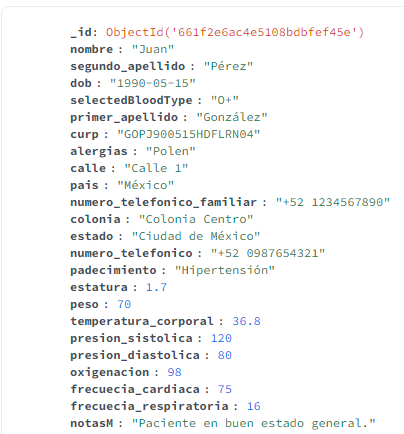 _id: ObjectId('661f2e6ac4e5108bdbfef45e')
nombre : "Juan"
segundo_apellido : "Pérez"
dob : "1990-05-15"
selectedBloodType : "O+"
primer_apellido : "González"
curp : "GOPJ900515HDFLRN04"
alergias : "Polen"
calle : "Calle 1"
pais : "México"
numero_telefonico_familiar : "+52 1234567890"
colonia : "Colonia Centro"
estado : "Ciudad de México"
numero_telefonico : "+52 0987654321"
padecimiento : "Hipertensión"
estatura : 1.7
peso : 70
temperatura_corporal : 36.8
presion_sistolica : 120
presion_diastolica : 80
oxigenacion : 98
frecuecia_cardiaca : 75
frecuecia_respiratoria : 16
notasM : "Paciente en buen estado general."